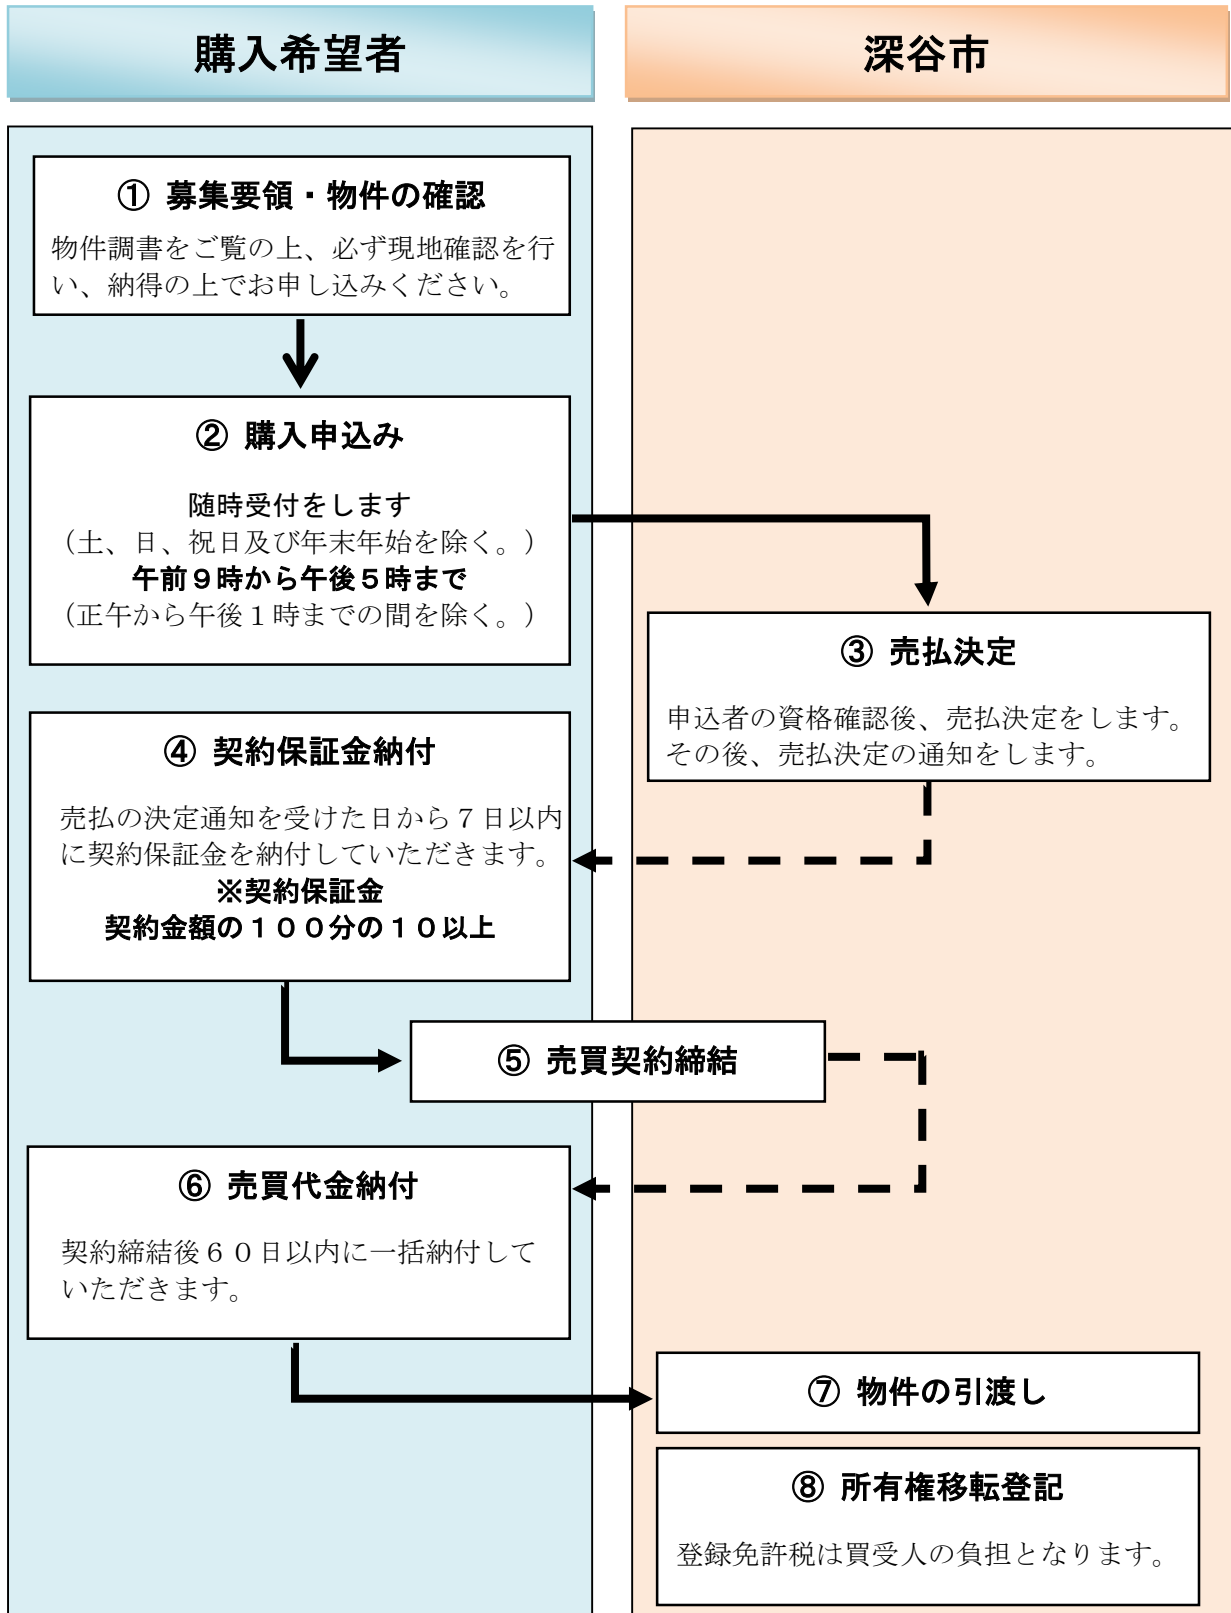 購入希望者
深谷市
① 募集要領・物件の確認
物件調書をご覧の上、必ず現地確認を行
い、納得の上でお申し込みください。
② 購入申込み
随時受付をします
（土、日、祝日及び年末年始を除く。）
午前９時から午後５時まで
（正午から午後１時までの間を除く。）
③ 売払決定
申込者の資格確認後、売払決定をします。
その後、売払決定の通知をします。
④ 契約保証金納付
売払の決定通知を受けた日から７日以内
に契約保証金を納付していただきます。
※契約保証金
契約金額の１００分の１０以上
⑤ 売買契約締結
⑥ 売買代金納付
契約締結後６０日以内に一括納付して
いただきます。
⑦ 物件の引渡し
⑧ 所有権移転登記
登録免許税は買受人の負担となります。